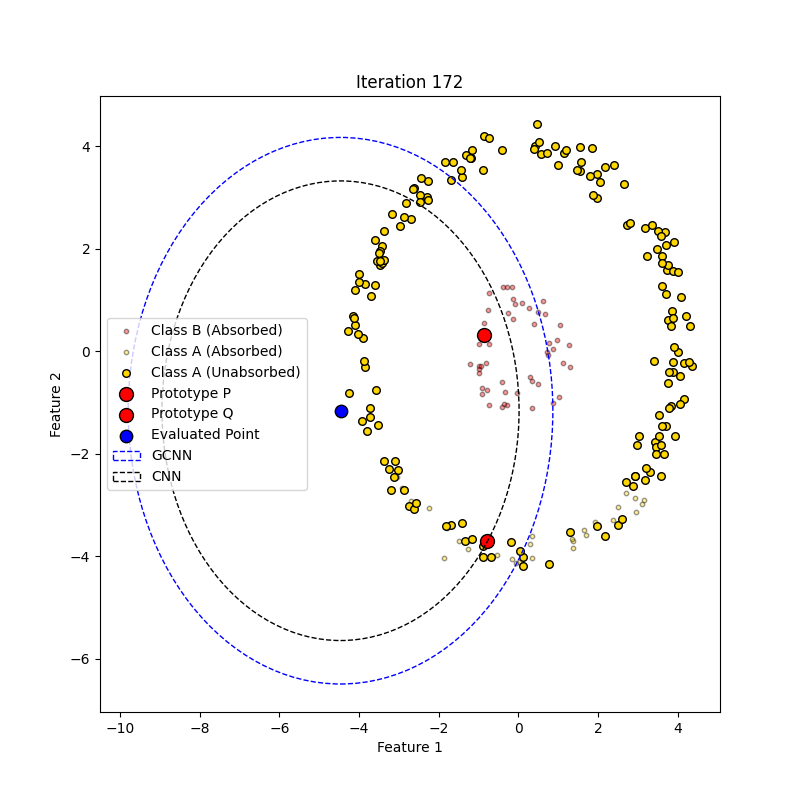 Iteration 172
4
2
0
−2
−4
−6
Feature 2
Class B (Absorbed)
Class A (Absorbed)
Class A (Unabsorbed)
Prototype P
Prototype Q
Evaluated Point
GCNN
CNN
−10 −8 −6 −4 −2 0 2 4
Feature 1